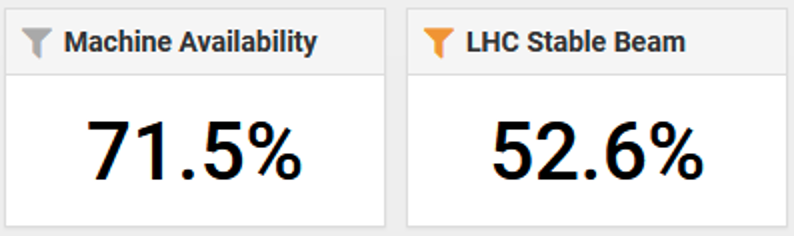 Machine Availability
71.5%
LHC Stable Beam
52.6%